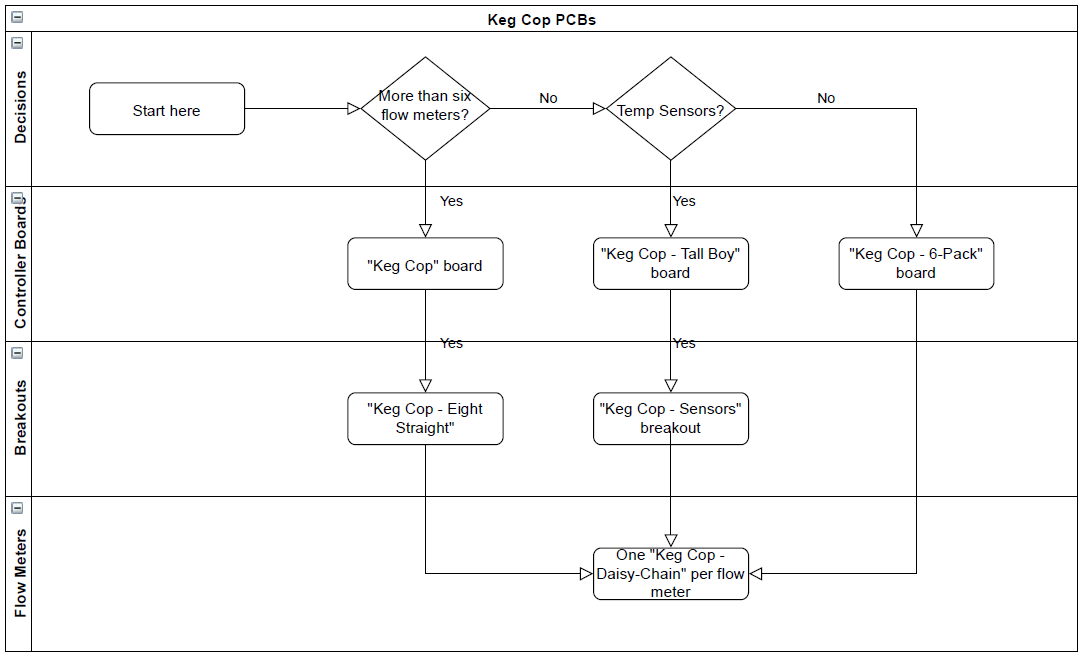 Keg Cop PCBs
Decisions
Start here
More than six
flow meters?
No
Temp Sensors?
No
Controller Boards
Yes
Yes
"Keg Cop" board
"Keg Cop - Tall Boy"
board
"Keg Cop - 6-Pack"
board
Yes
Yes
Breakouts
"Keg Cop - Eight
Straight"
"Keg Cop - Sensors"
breakout
Flow Meters
One "Keg Cop -
Daisy-Chain" per flow
meter